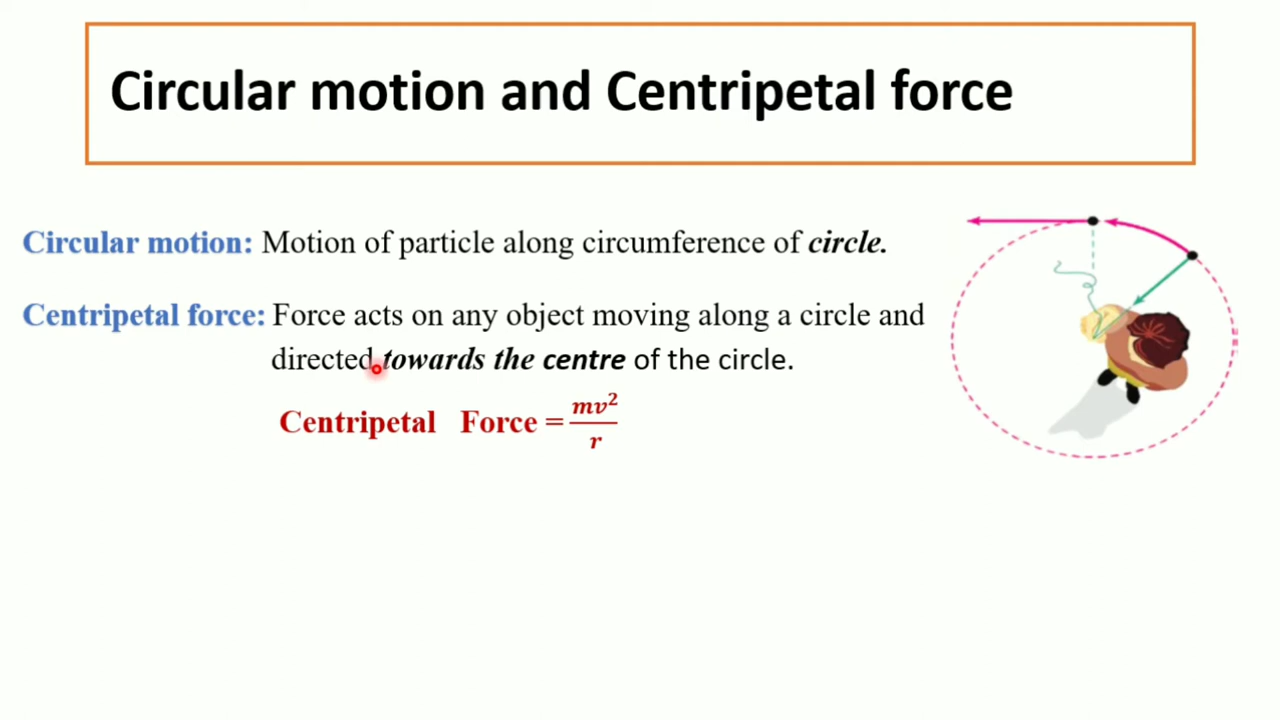 Circular motion and Centripetal force
Circular motion: Motion of particle along circumference of circle.
Centripetal force: Force acts on any object moving along a circle and
directed towards the centre of the circle.
Centripetal Force = mv²/r